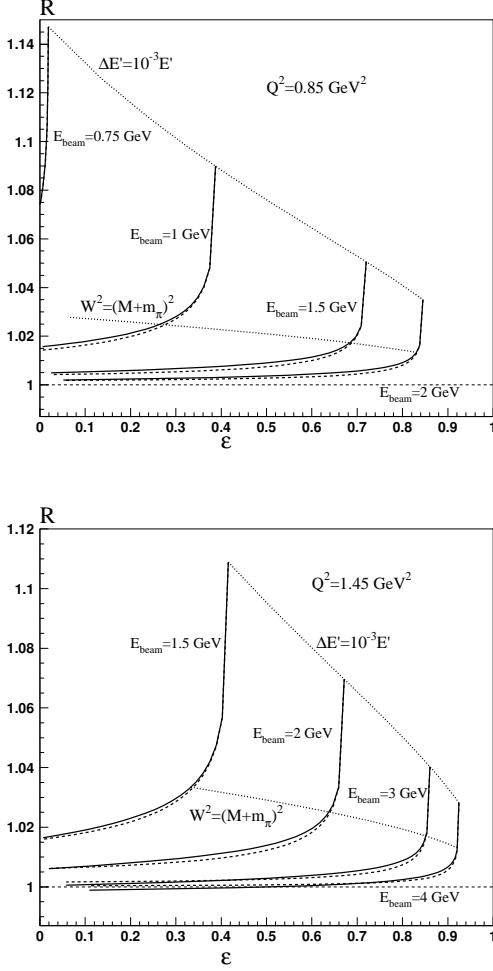 R
1.14
ΔE'=10⁻³E'
Q²=0.85 GeV²
1.12
1.1
E_beam=0.75 GeV
1.08
E_beam=1 GeV
1.06
1.04
W²=(M+m_π)²
E_beam=1.5 GeV
1.02
1
E_beam=2 GeV
0 0.1 0.2 0.3 0.4 0.5 0.6 0.7 0.8 0.9 1
ε
R
1.12
Q²=1.45 GeV²
1.1
ΔE'=10⁻³E'
E_beam=1.5 GeV
1.08
1.06
E_beam=2 GeV
1.04
E_beam=3 GeV
W²=(M+m_π)²
1.02
1
E_beam=4 GeV
0 0.1 0.2 0.3 0.4 0.5 0.6 0.7 0.8 0.9 1
ε